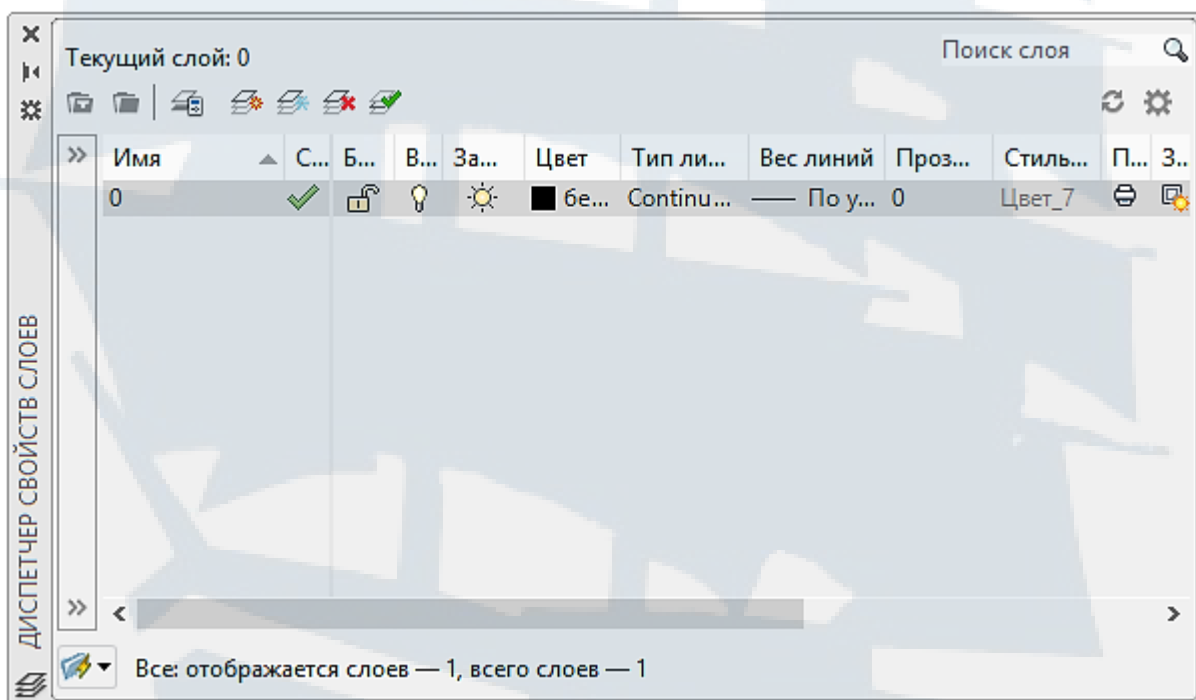 Текущий слой: 0
Поиск слоя
Имя С... Б... В... За... Цвет Тип ли... Вес линий Проз... Стиль... П... З..
0 бе... Continu... По у... 0 Цвет_7
ДИСПЕТЧЕР СВОЙСТВ СЛОЕВ
Все: отображается слоев — 1, всего слоев — 1